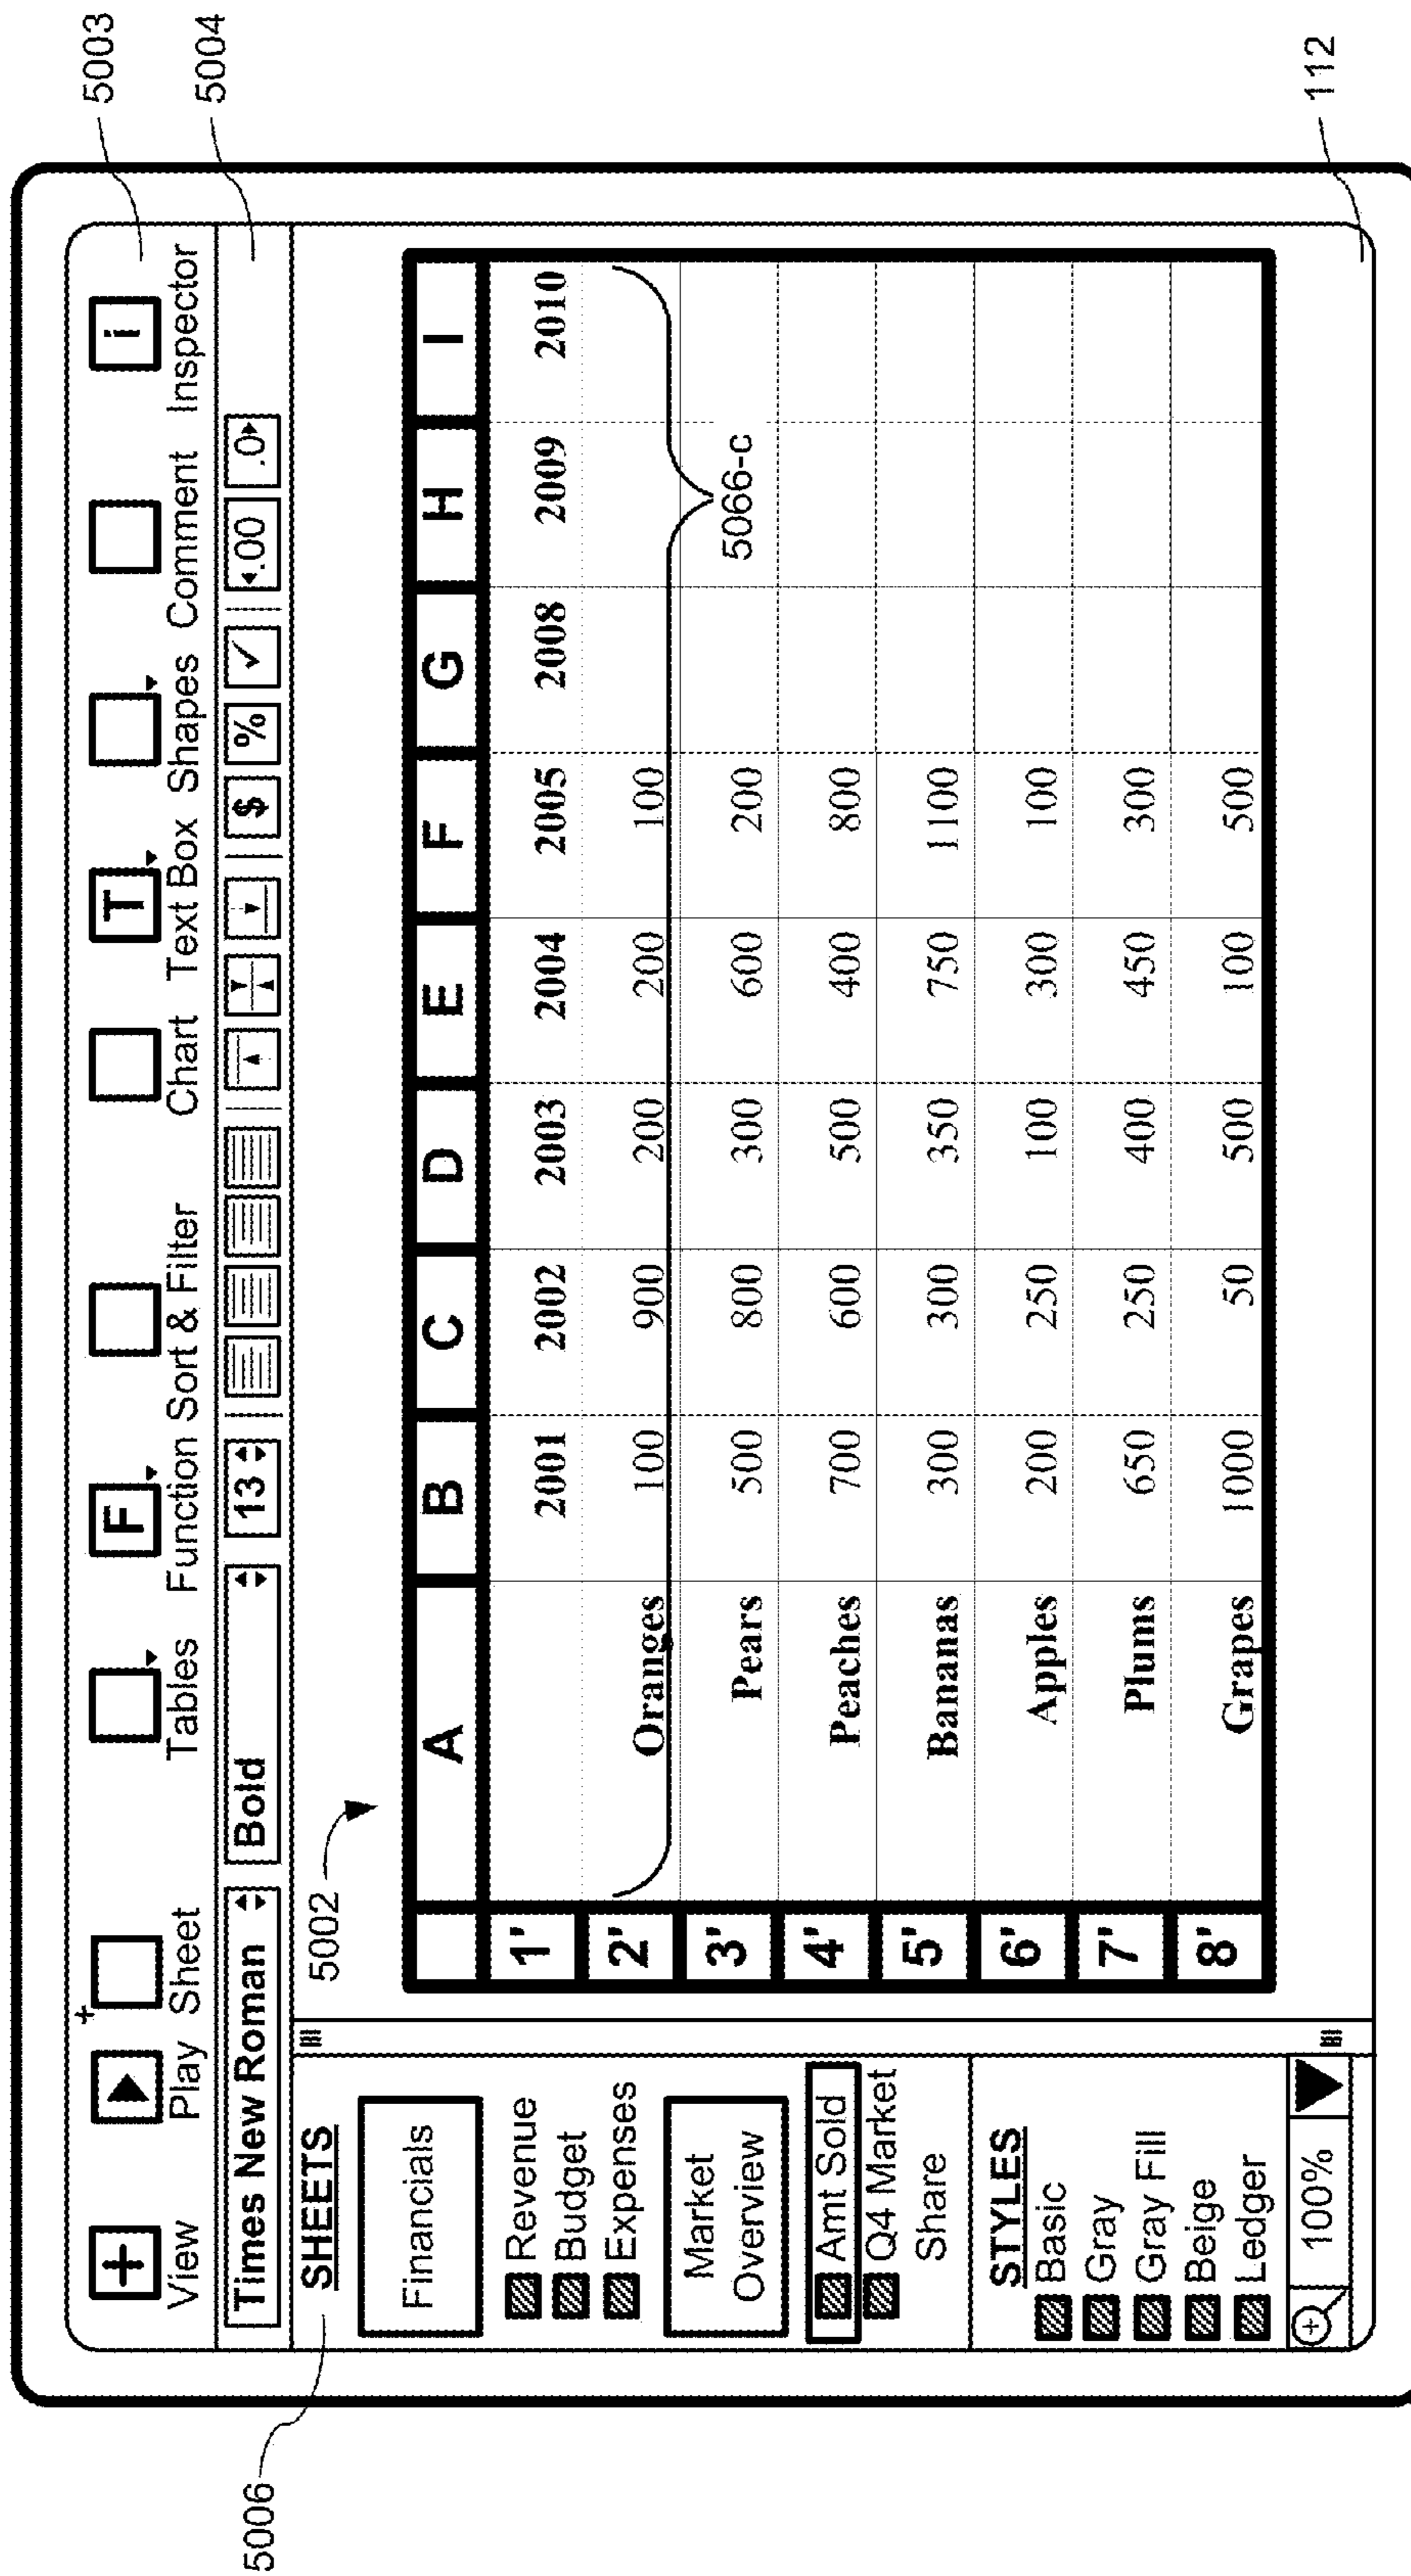 5003
5004
View Play Sheet Tables Function Sort & Filter Chart Text Box Shapes Comment Inspector
+ + F T i
Times New Roman Bold 13 $ % ✓ .00 .0
5006
SHEETS
Financials
Revenue
Budget
Expenses
Market
Overview
Amt Sold
Q4 Market
Share
STYLES
Basic
Gray
Gray Fill
Beige
Ledger
100%
5002
A B C D E F G H I
1' 2001 2002 2003 2004 2005 2008 2009 2010
2' Oranges 100 900 200 200 100
3' Pears 500 800 300 600 200
5066-c
4' Peaches 700 600 500 400 800
5' Bananas 300 300 350 750 1100
6' Apples 200 250 100 300 100
7' Plums 650 250 400 450 300
8' Grapes 1000 50 500 100 500
112